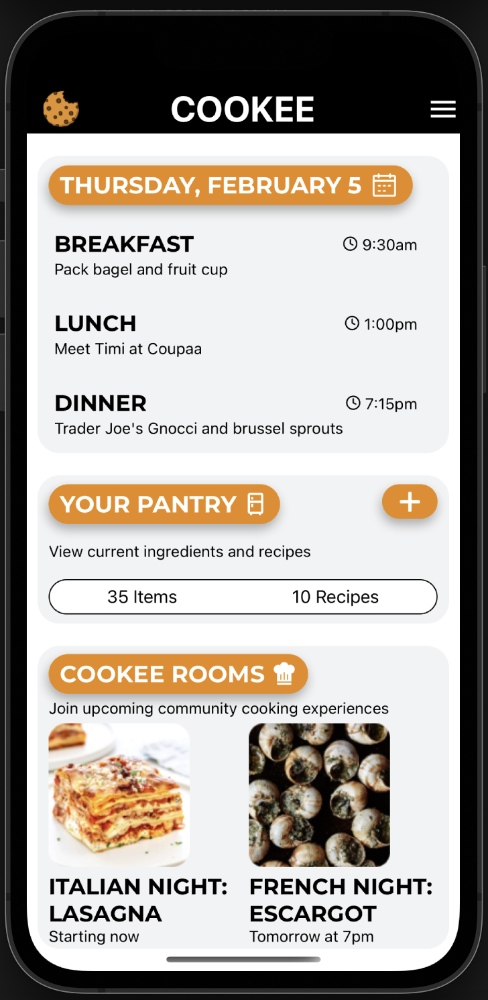 COOKEE
THURSDAY, FEBRUARY 5
BREAKFAST
9:30am
Pack bagel and fruit cup
LUNCH
1:00pm
Meet Timi at Coupaa
DINNER
7:15pm
Trader Joe's Gnocci and brussel sprouts
YOUR PANTRY
+
View current ingredients and recipes
35 Items
10 Recipes
COOKEE ROOMS
Join upcoming community cooking experiences
ITALIAN NIGHT:
LASAGNA
Starting now
FRENCH NIGHT:
ESCARGOT
Tomorrow at 7pm